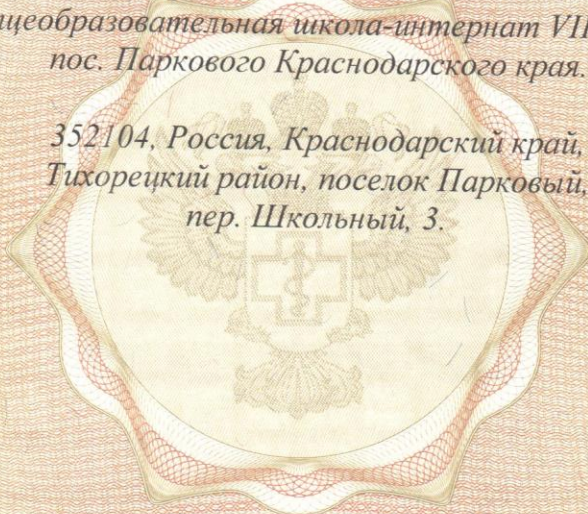 щеобразовательная школа-интернат VII
пос. Паркового Краснодарского края.
352104, Россия, Краснодарский край,
Тихорецкий район, поселок Парковый,
пер. Школьный, 3.